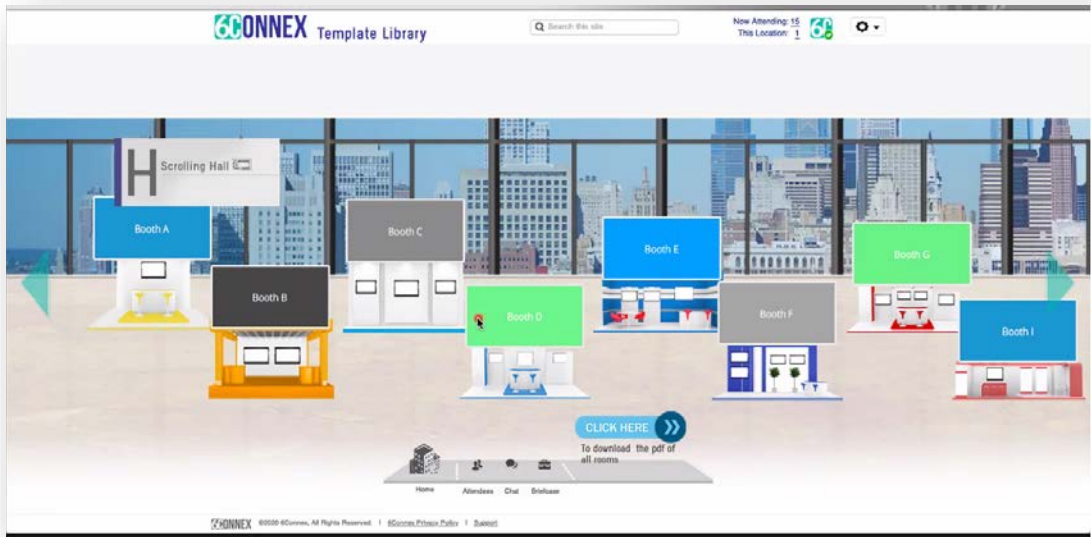 6CONNEX Template Library
Search this site
Now Attending: 15
This Location: 1
H Scrolling Hall
Booth A
Booth B
Booth C
Booth D
Booth E
Booth F
Booth G
Booth I
CLICK HERE
To download the pdf of
all rooms
Home
Attendees
Chat
Briefcase
6CONNEX ©2020 6Connex, All Rights Reserved. | 6Connex Privacy Policy | Support